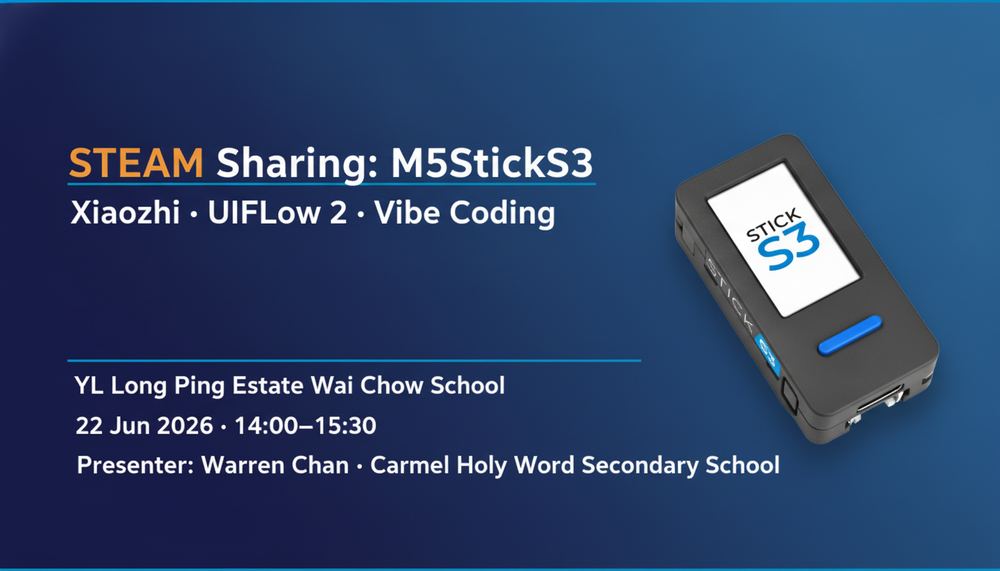 STEAM Sharing: M5StickS3
Xiaozhi · UIFLow 2 · Vibe Coding
STICK
S3
STICK S3
YL Long Ping Estate Wai Chow School
22 Jun 2026 · 14:00–15:30
Presenter: Warren Chan · Carmel Holy Word Secondary School